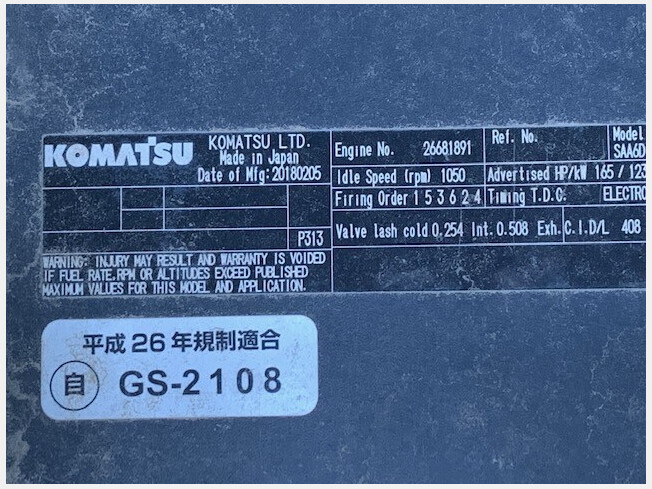 KOMATSU
KOMATSU LTD.
Made in Japan
Date of Mfg:20180205
P313
WARNING: INJURY MAY RESULT AND WARRANTY IS VOIDED
IF FUEL RATE.RPM OR ALTITUDES EXCEED PUBLISHED
MAXIMUM VALUES FOR THIS MODEL AND APPLICATION.
Engine No. 26681891
Ref. No.
Model
SAA6D
Idle Speed (rpm) 1050
Advertised HP/kW 165 / 123
Firing Order 1 5 3 6 2 4
Timing T.D.C. ELECTRO
Valve lash cold 0,254 Int. 0.508 Exh.
C.I.D/L 408
平成26年規制適合
自 GS-2108